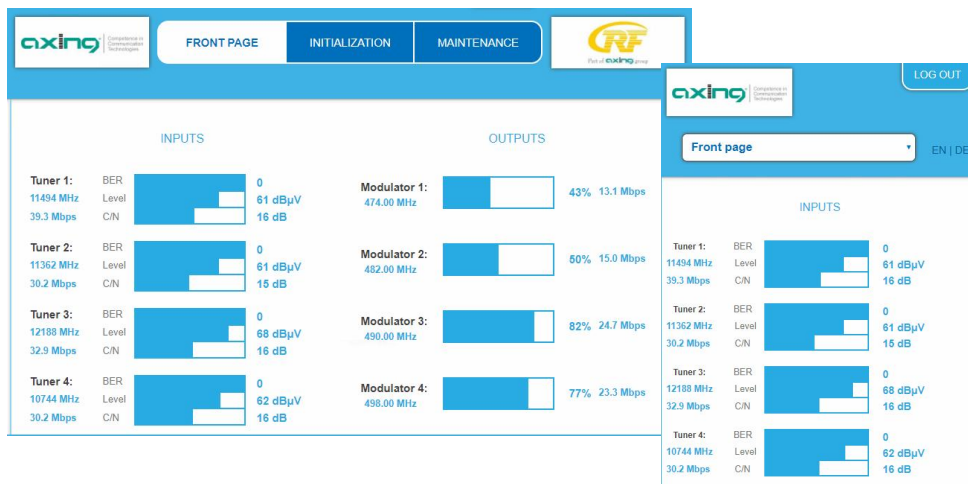 axing
Competence in
Communication
Technologies
FRONT PAGE
INITIALIZATION
MAINTENANCE
CRF
Part of axing group
INPUTS
OUTPUTS
Tuner 1:
BER
0
11494 MHz
Level
61 dBµV
39.3 Mbps
C/N
16 dB
Modulator 1:
474.00 MHz
43% 13.1 Mbps
Tuner 2:
BER
0
11362 MHz
Level
61 dBµV
30.2 Mbps
C/N
15 dB
Modulator 2:
482.00 MHz
50% 15.0 Mbps
Tuner 3:
BER
0
12188 MHz
Level
68 dBµV
32.9 Mbps
C/N
16 dB
Modulator 3:
490.00 MHz
82% 24.7 Mbps
Tuner 4:
BER
0
10744 MHz
Level
62 dBµV
30.2 Mbps
C/N
16 dB
Modulator 4:
498.00 MHz
77% 23.3 Mbps
axing
Competence in
Communication
Technologies
LOG OUT
Front page
EN | DE
INPUTS
Tuner 1:
BER
0
11494 MHz
Level
61 dBµV
39.3 Mbps
C/N
16 dB
Tuner 2:
BER
0
11362 MHz
Level
61 dBµV
30.2 Mbps
C/N
15 dB
Tuner 3:
BER
0
12188 MHz
Level
68 dBµV
32.9 Mbps
C/N
16 dB
Tuner 4:
BER
0
10744 MHz
Level
62 dBµV
30.2 Mbps
C/N
16 dB